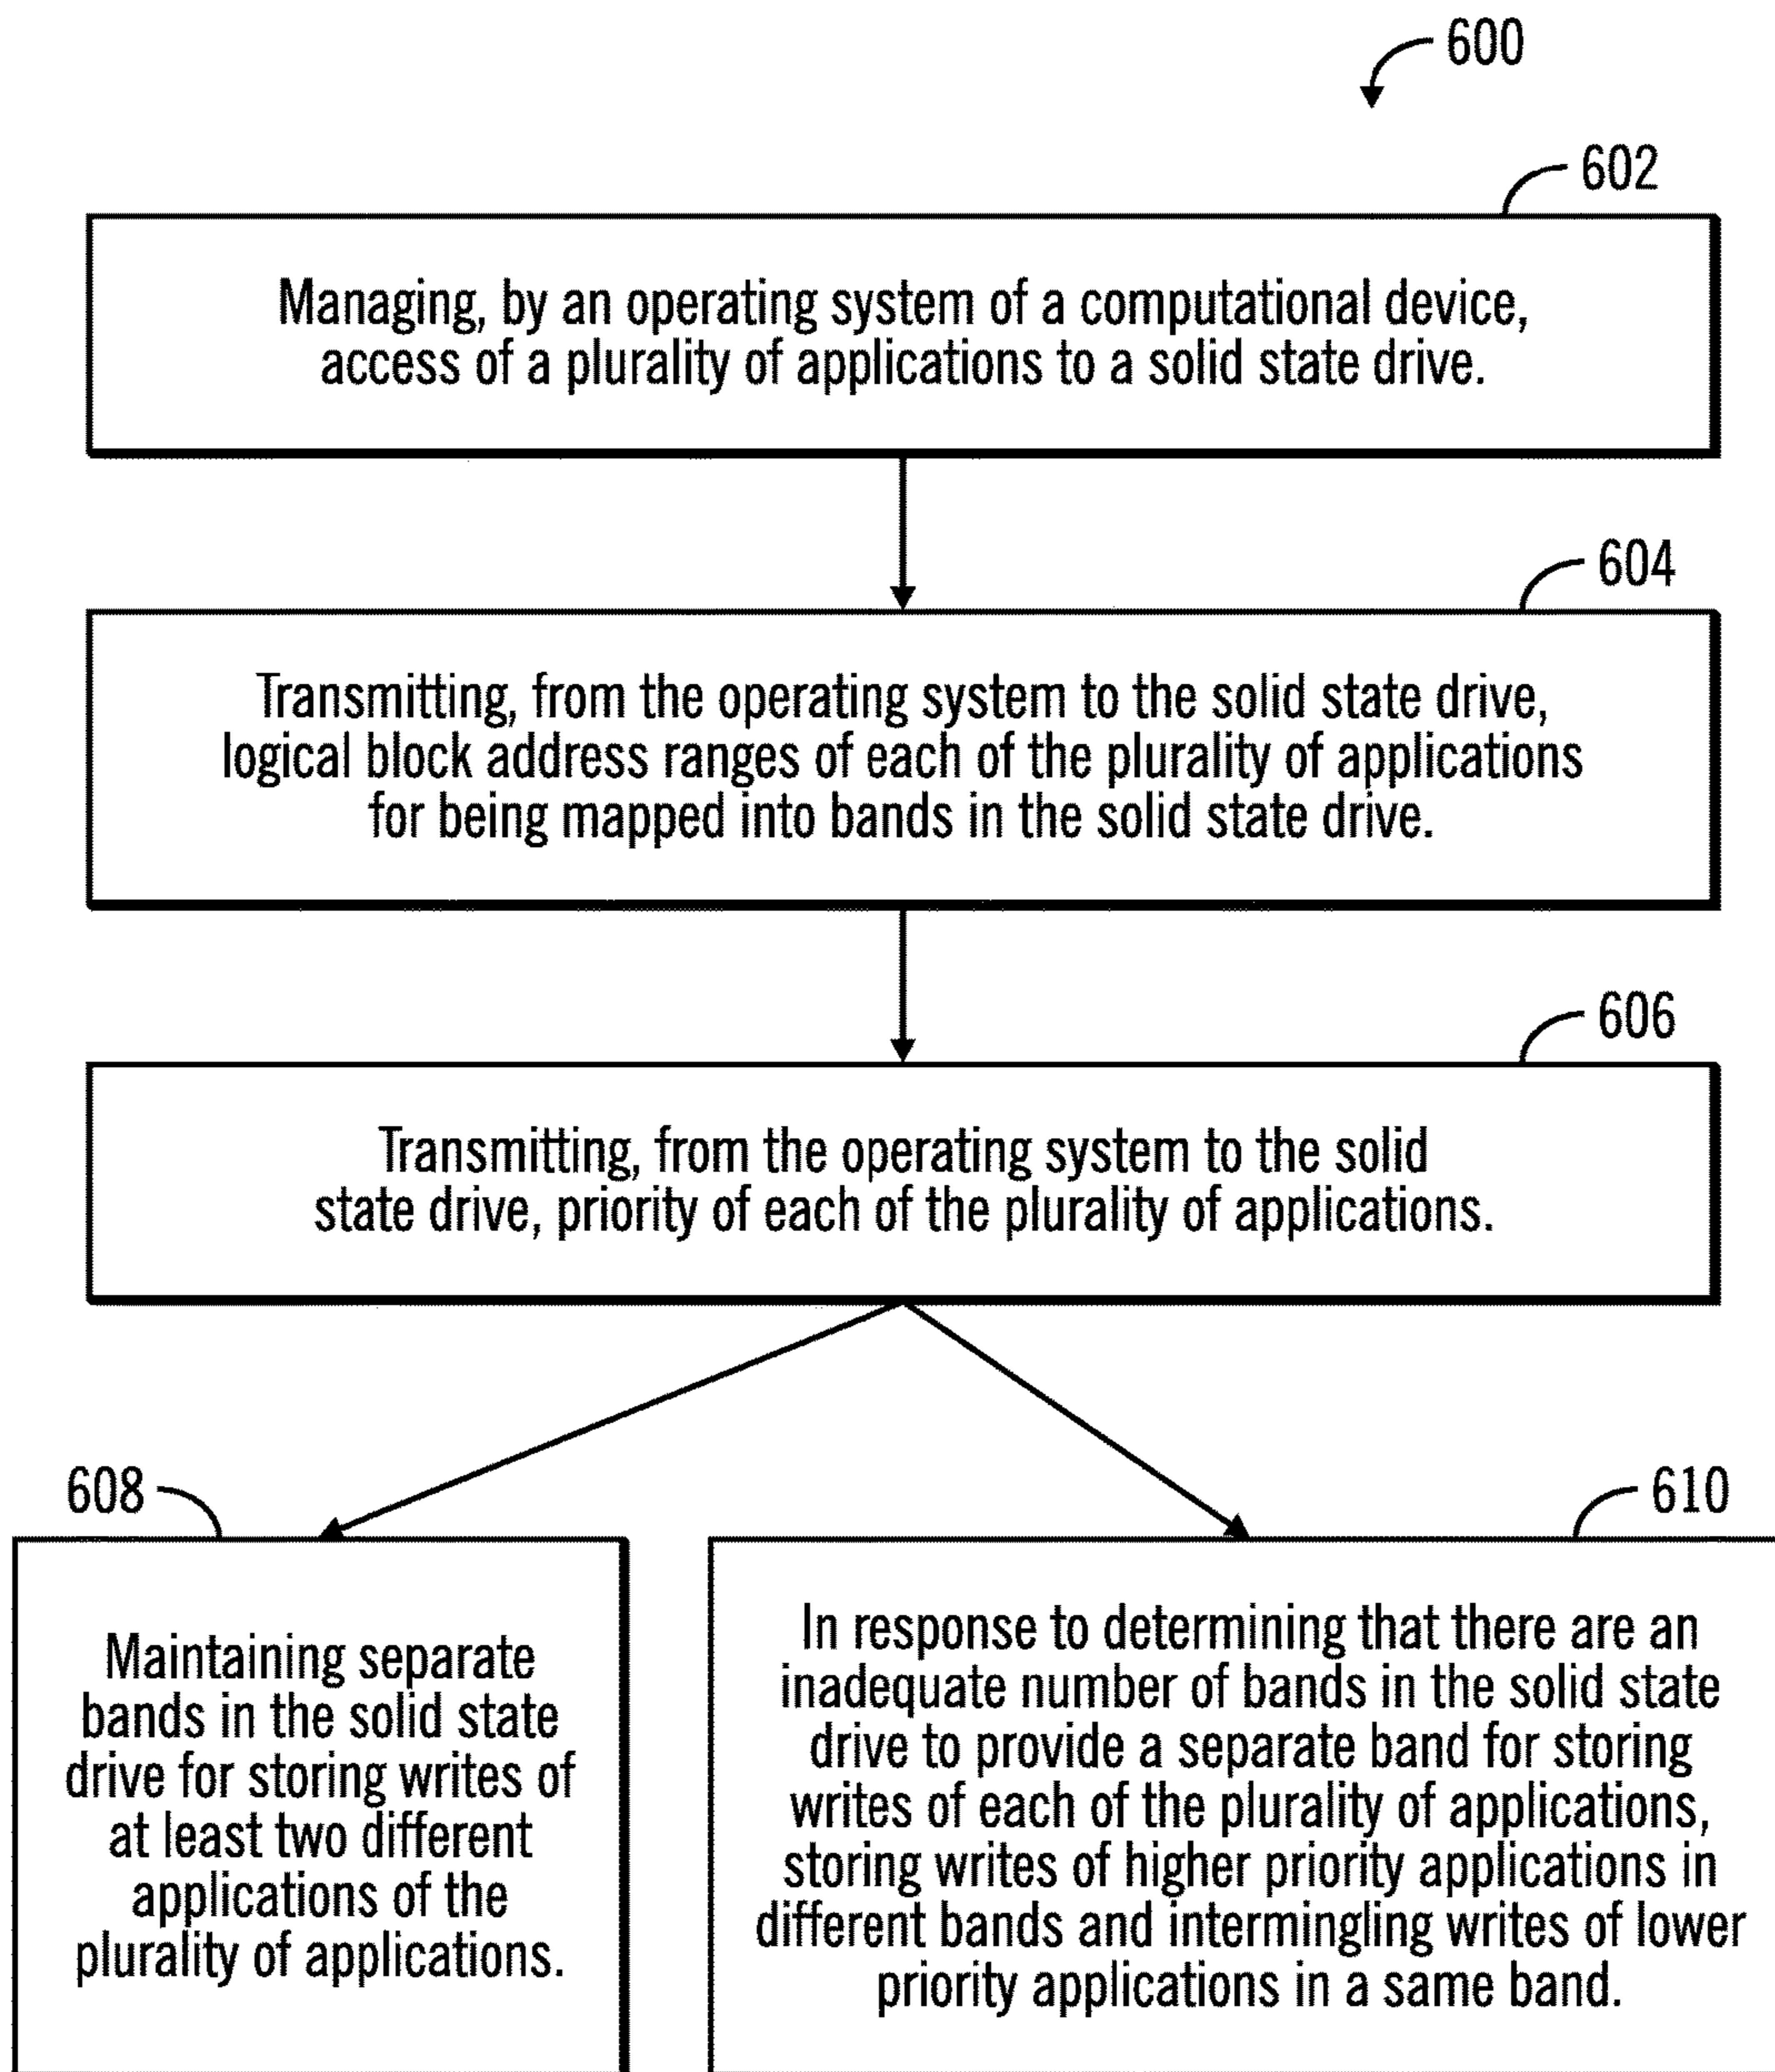 600
602
Managing, by an operating system of a computational device,
access of a plurality of applications to a solid state drive.
604
Transmitting, from the operating system to the solid state drive,
logical block address ranges of each of the plurality of applications
for being mapped into bands in the solid state drive.
606
Transmitting, from the operating system to the solid
state drive, priority of each of the plurality of applications.
608
Maintaining separate
bands in the solid state
drive for storing writes of
at least two different
applications of the
plurality of applications.
610
In response to determining that there are an
inadequate number of bands in the solid state
drive to provide a separate band for storing
writes of each of the plurality of applications,
storing writes of higher priority applications in
different bands and intermingling writes of lower
priority applications in a same band.